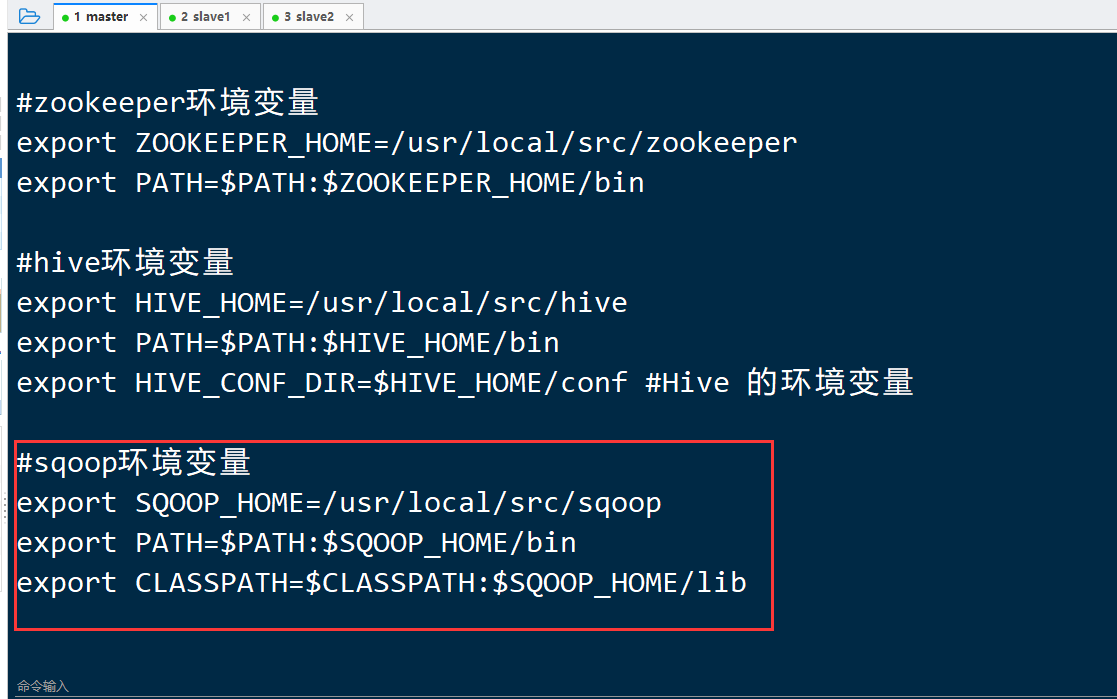 1 master
2 slave1
3 slave2
#zookeeper环境变量
export ZOOKEEPER_HOME=/usr/local/src/zookeeper
export PATH=$PATH:$ZOOKEEPER_HOME/bin
#hive环境变量
export HIVE_HOME=/usr/local/src/hive
export PATH=$PATH:$HIVE_HOME/bin
export HIVE_CONF_DIR=$HIVE_HOME/conf #Hive 的环境变量
#sqoop环境变量
export SQOOP_HOME=/usr/local/src/sqoop
export PATH=$PATH:$SQOOP_HOME/bin
export CLASSPATH=$CLASSPATH:$SQOOP_HOME/lib
命令输入